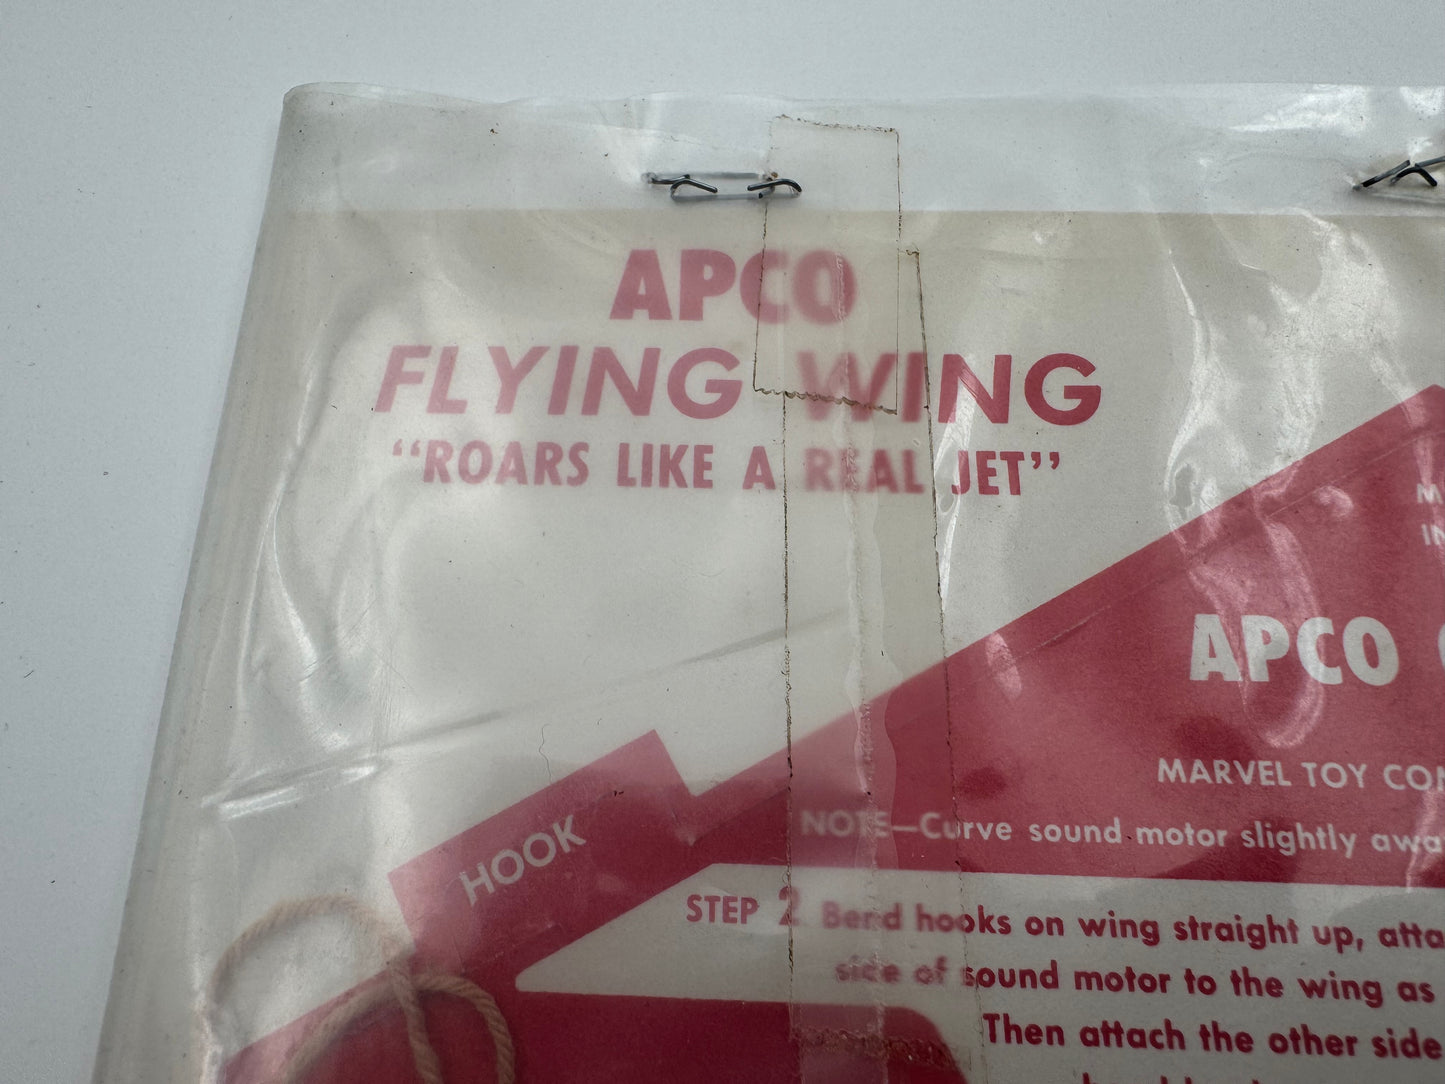 APCO
FLYING WING
“ROARS LIKE A REAL JET”
APCO
MARVEL TOY
NOTE—Curve sound motor slightly
HOOK
STEP 2 Bend hooks on wing straight up,
side of sound motor to the wing as
Then attach the other side